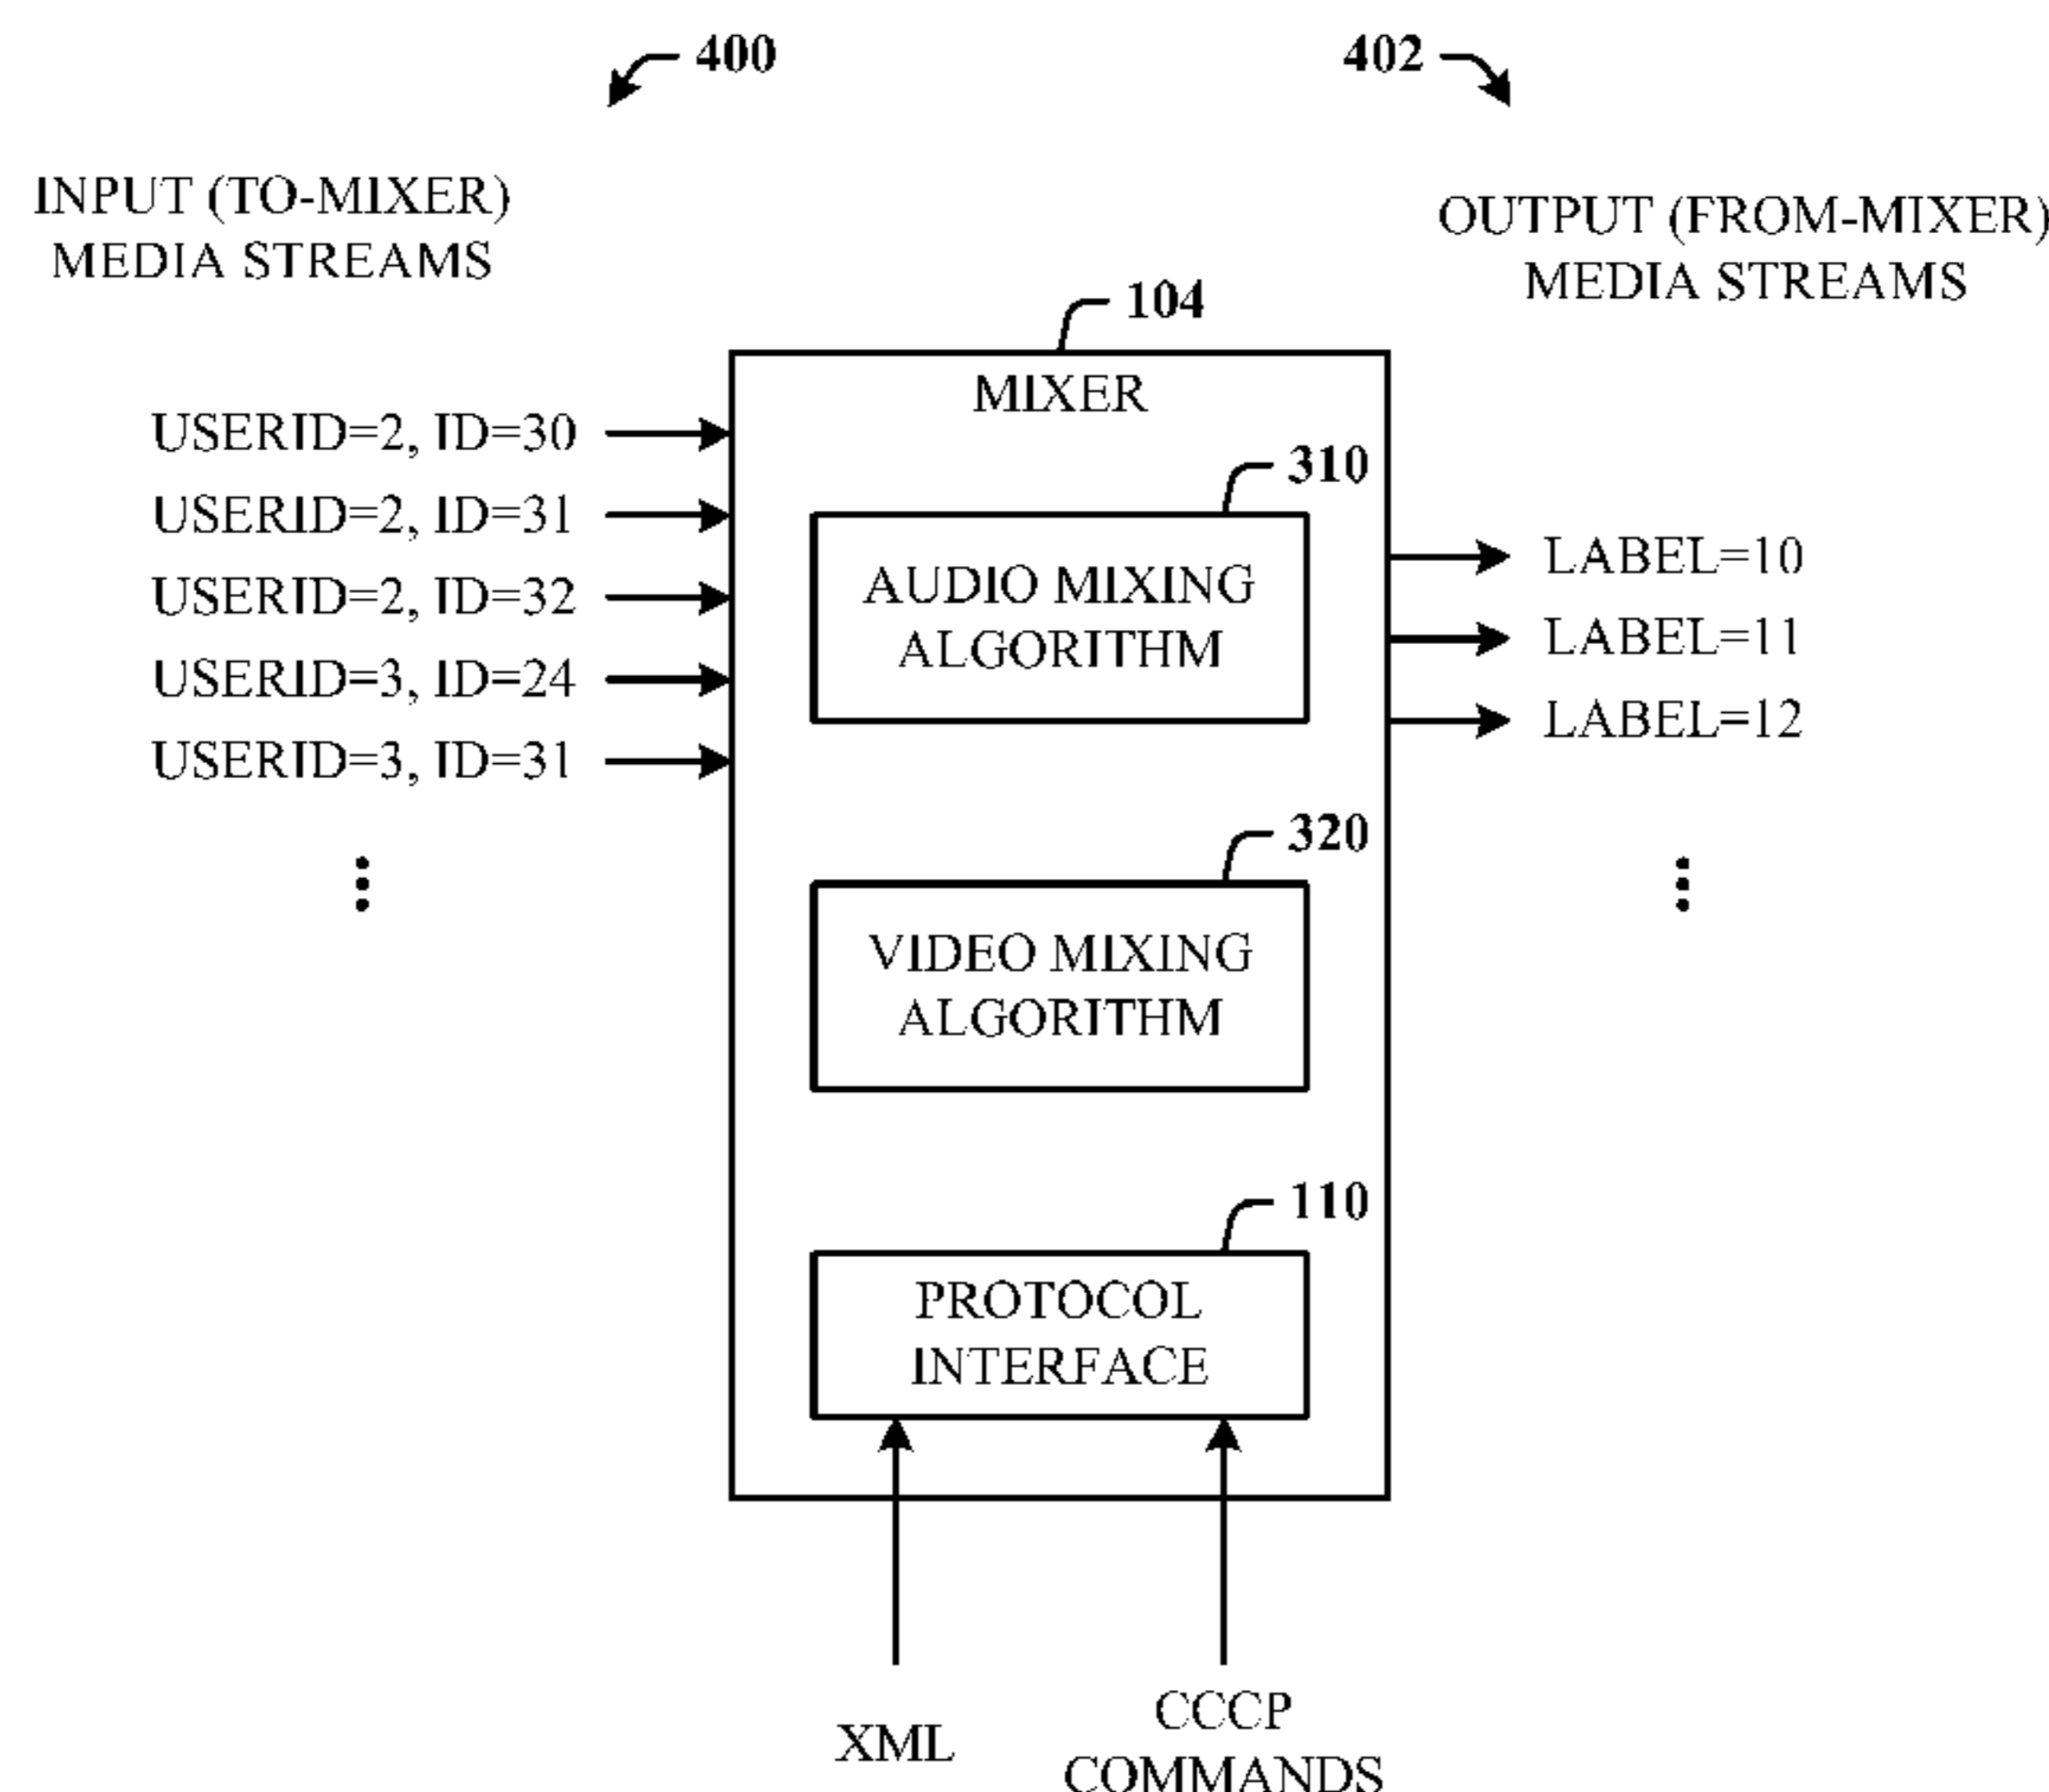 400
402
INPUT (TO-MIXER)
MEDIA STREAMS
OUTPUT (FROM-MIXER)
MEDIA STREAMS
104
MIXER
USERID=2, ID=30
USERID=2, ID=31
USERID=2, ID=32
USERID=3, ID=24
USERID=3, ID=31
310
AUDIO MIXING
ALGORITHM
LABEL=10
LABEL=11
LABEL=12
320
VIDEO MIXING
ALGORITHM
110
PROTOCOL
INTERFACE
XML
CCCP
COMMANDS